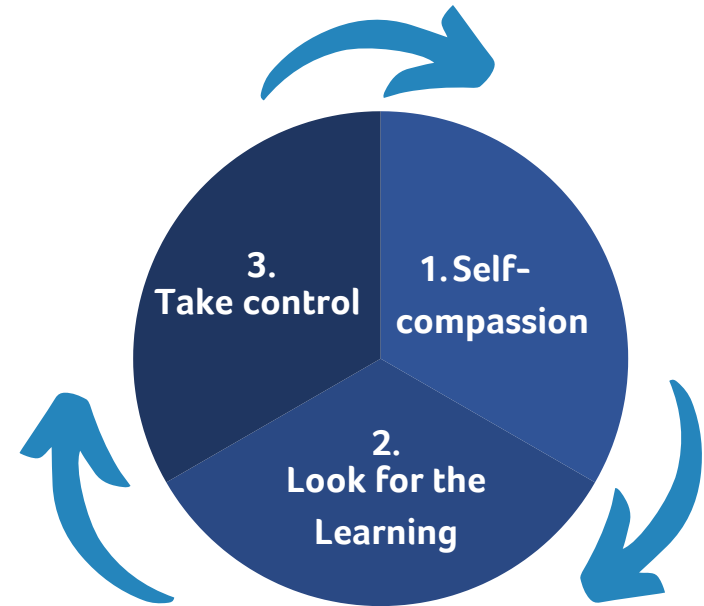 1. Self-
compassion
2.
Look for the
Learning
3.
Take control